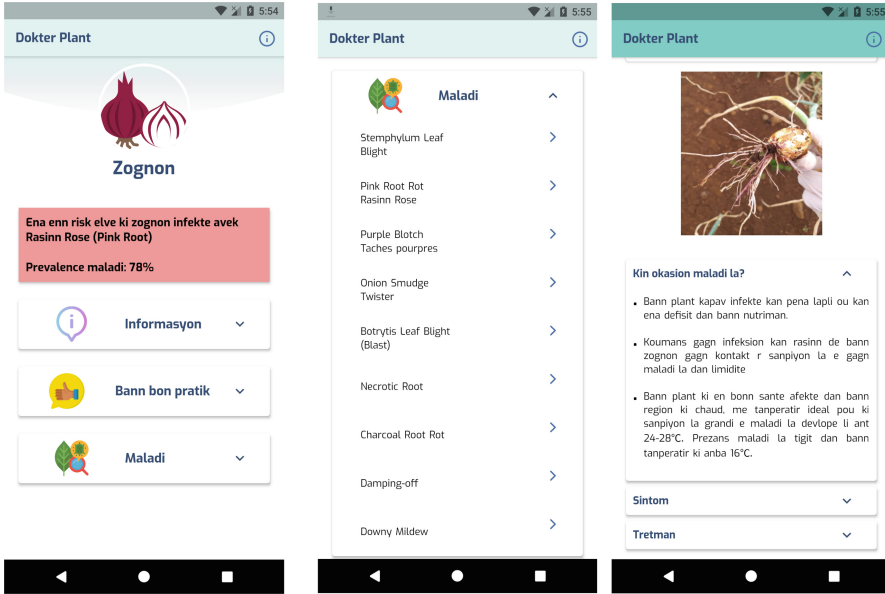 5:54
Dokter Plant
Zognon
Ena enn risk elve ki zognon infekte avek
Rasinn Rose (Pink Root)
Prevalence maladi: 78%
Informasyon
Bann bon pratik
Maladi
5:55
Dokter Plant
Maladi
Stemphylum Leaf
Blight
Pink Root Rot
Rasinn Rose
Purple Blotch
Taches pourpres
Onion Smudge
Twister
Botrytis Leaf Blight
(Blast)
Necrotic Root
Charcoal Root Rot
Damping-off
Downy Mildew
5:55
Dokter Plant
Kin okasion maladi la?
• Bann plant kapav infekte kan pena lapli ou kan
ena defisit dan bann nutriman.
• Koumans gagn infeksion kan rasinn de bann
zognon gagn kontakt r sanpiyon la e gagn
maladi la dan limidite
• Bann plant ki en bonn sante afekte dan bann
region ki chaud, me tanperatir ideal pou ki
sanpiyon la grandi e maladi la devlope li ant
24-28°C. Prezans maladi la tigit dan bann
tanperatir ki anba 16°C.
Sintom
Tretman